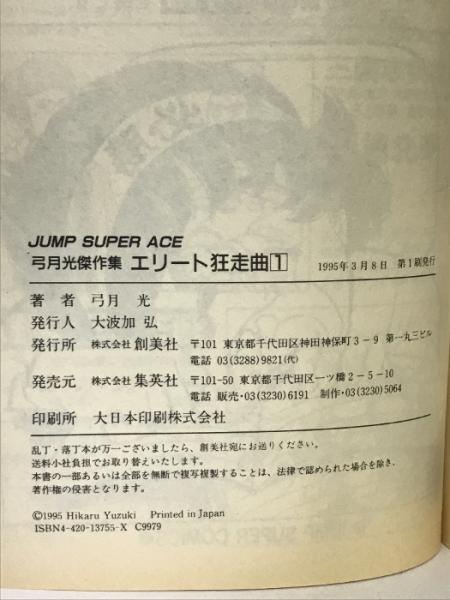 JUMP SUPER ACE
弓月光傑作集 エリート狂走曲1 1995年3月8日 第1刷発行
著者 弓月 光
発行人 大波加 弘
発行所 株式会社 創美社 〒101 東京都千代田区神田神保町3-9 第一丸三ビル
電話 03(3288)9821(代)
発売元 株式会社 集英社 〒101-50 東京都千代田区一ツ橋2-5-10
電話 販売・03(3230)6191 制作・03(3230)5064
印刷所 大日本印刷株式会社
乱丁・落丁本が万一ございましたら、創美社宛にお送りください。
送料小社負担でお取り替えいたします。
本書の一部あるいは全部を無断で複写複製することは、法律で認められた場合を除き、
著作権の侵害となります。
©1995 Hikaru Yuzuki Printed in Japan
ISBN4-420-13755-X C9979